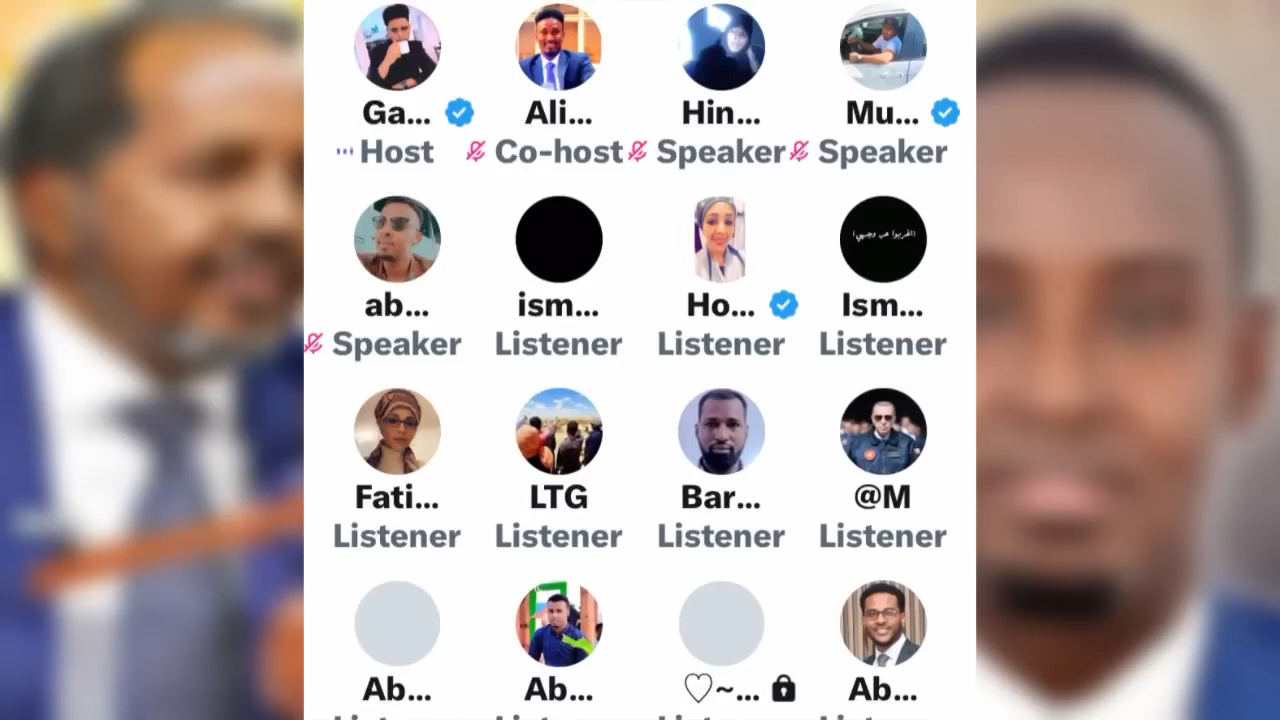 Ga... Ali... Hin... Mu...
Host Co-host Speaker Speaker
ab... ism... Ho... Ism...
Speaker Listener Listener Listener
Fati... LTG Bar... @M
Listener Listener Listener Listener
Ab... Ab... ♡~... Ab...